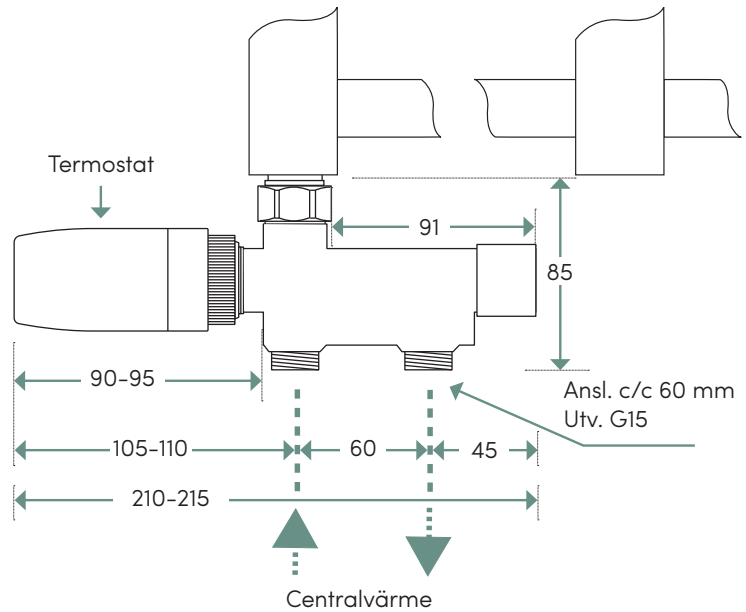 Termostat
91
85
90-95
Ansl. c/c 60 mm
Utv. G15
105-110
60
45
210-215
Centralvärme